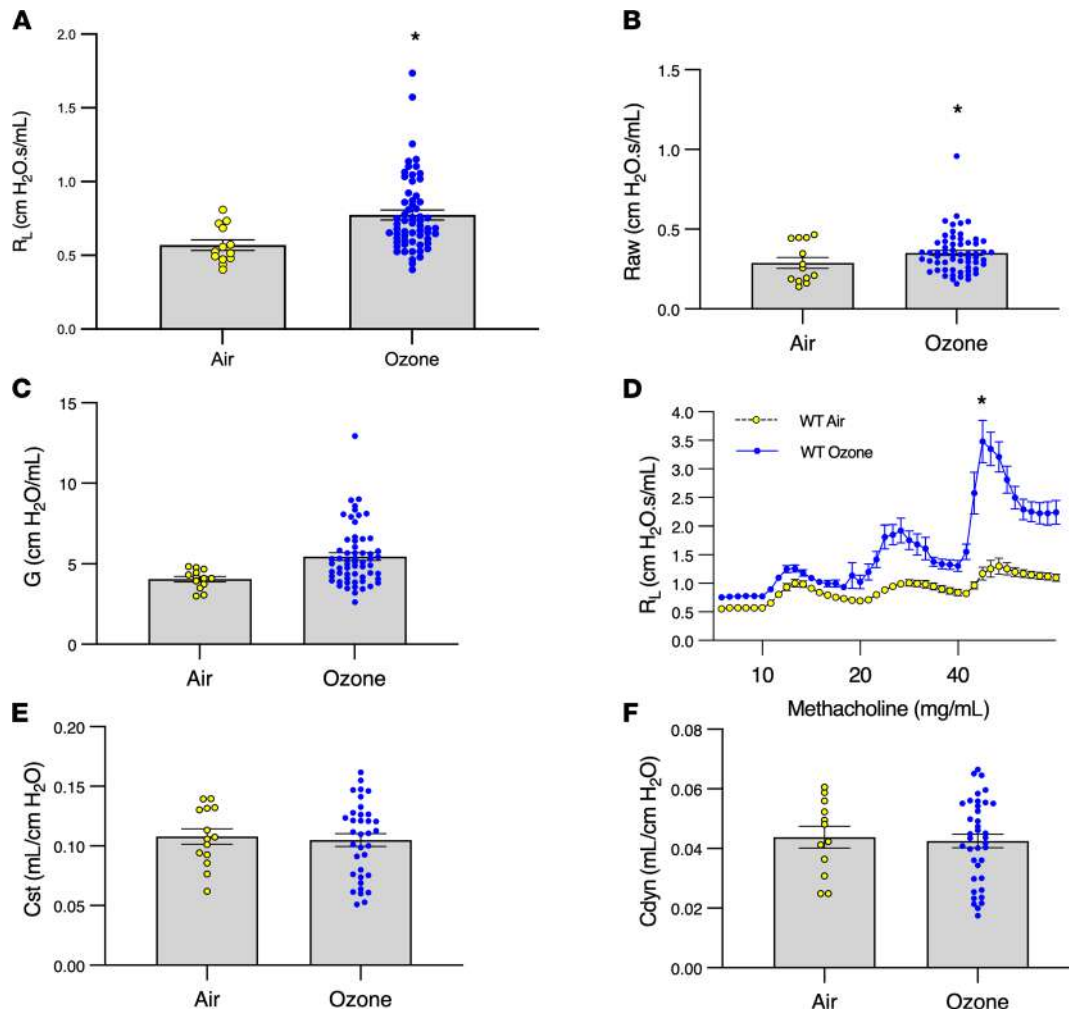 A
*
R_L (cm H₂O.s/mL)
2.0
1.5
1.0
0.5
0.0
Air
Ozone
B
*
Raw (cm H₂O.s/mL)
1.5
1.0
0.5
0.0
Air
Ozone
C
G (cm H₂O/mL)
15
10
5
0
Air
Ozone
D
*
WT Air
WT Ozone
R_L (cm H₂O.s/mL)
4.0
3.5
3.0
2.5
2.0
1.5
1.0
0.5
0.0
10
20
40
Methacholine (mg/mL)
E
Cst (mL/cm H₂O)
0.20
0.15
0.10
0.05
0.00
Air
Ozone
F
Cdyn (mL/cm H₂O)
0.08
0.06
0.04
0.02
0.00
Air
Ozone